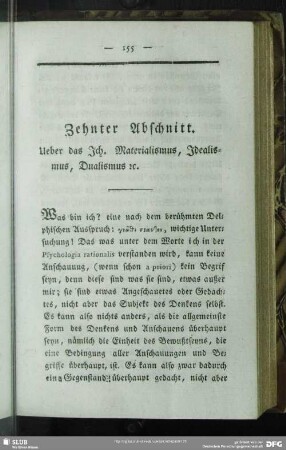 — 155 —
Zehnter Abschnitt.
Ueber das Ich. Materialismus, Idealis-
mus, Dualismus ꝛc.
Was bin ich? eine nach dem berühmten Del-
phischen Ausspruch: wichtige Unter-
suchung! Das was unter dem Worte ich in der
Psychologia rationalis verstanden wird, kann keine
Anschauung, (wenn schon a priori) kein Begrif
seyn, denn diese sind was sie sind, etwas außer
mir; sie sind etwas Angeschautes oder Gedach-
tes, nicht aber das Subjekt des Denkens selbst.
Es kann also nichts anders, als die allgemeinste
Form des Denkens und Anschauens überhaupt
seyn, nämlich die Einheit des Bewußtseyns, die
eine Bedingung aller Anschauungen und Be-
griffe überhaupt, ist. Es kann also zwar dadurch
ein Gegenstand überhaupt gedacht, nicht aber
SLUB
DFG